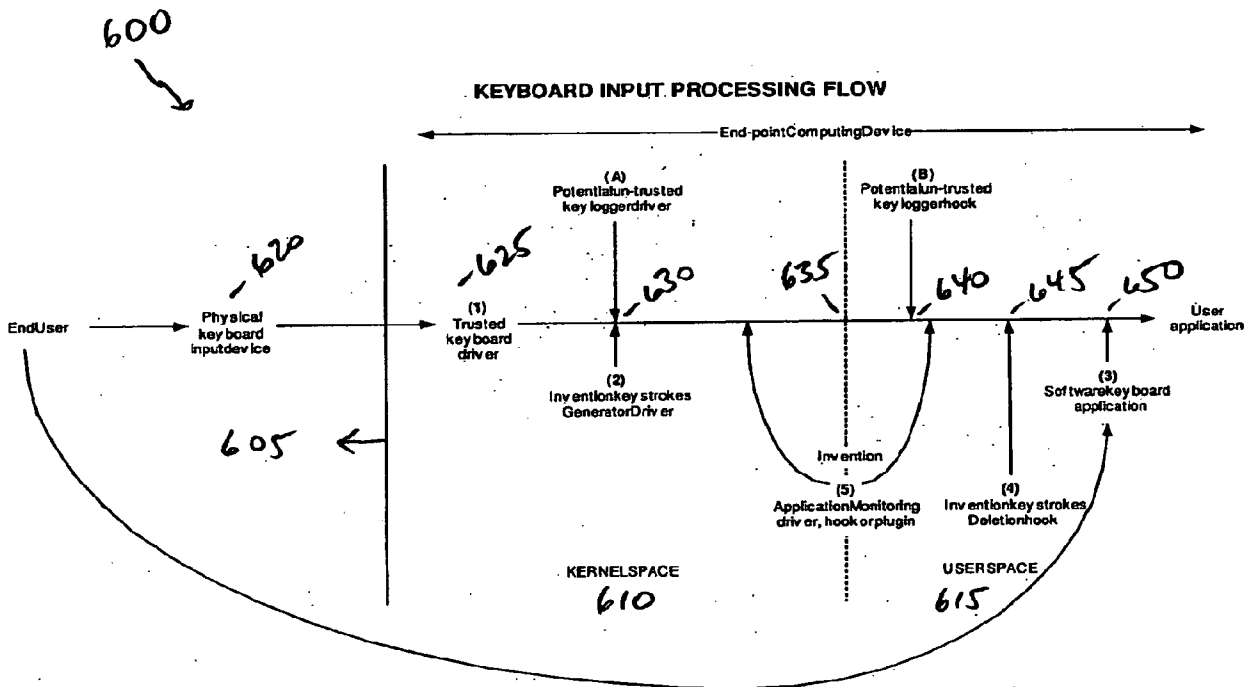 600
KEYBOARD INPUT PROCESSING FLOW
End-pointComputingDevice
(A)
Potentialun-trusted
key loggerdriver
(B)
Potentialun-trusted
key loggerhook
620
625
630
635
640
645
650
EndUser
Physical
key board
inputdevice
(1)
Trusted
key board
driver
User
application
(2)
Inventionkey strokes
GeneratorDriver
(3)
Softwarekey board
application
605
Invention
(5)
ApplicationMonitoring
driver, hook orplugin
(4)
Inventionkey strokes
Deletionhook
KERNELSPACE
610
USERSPACE
615